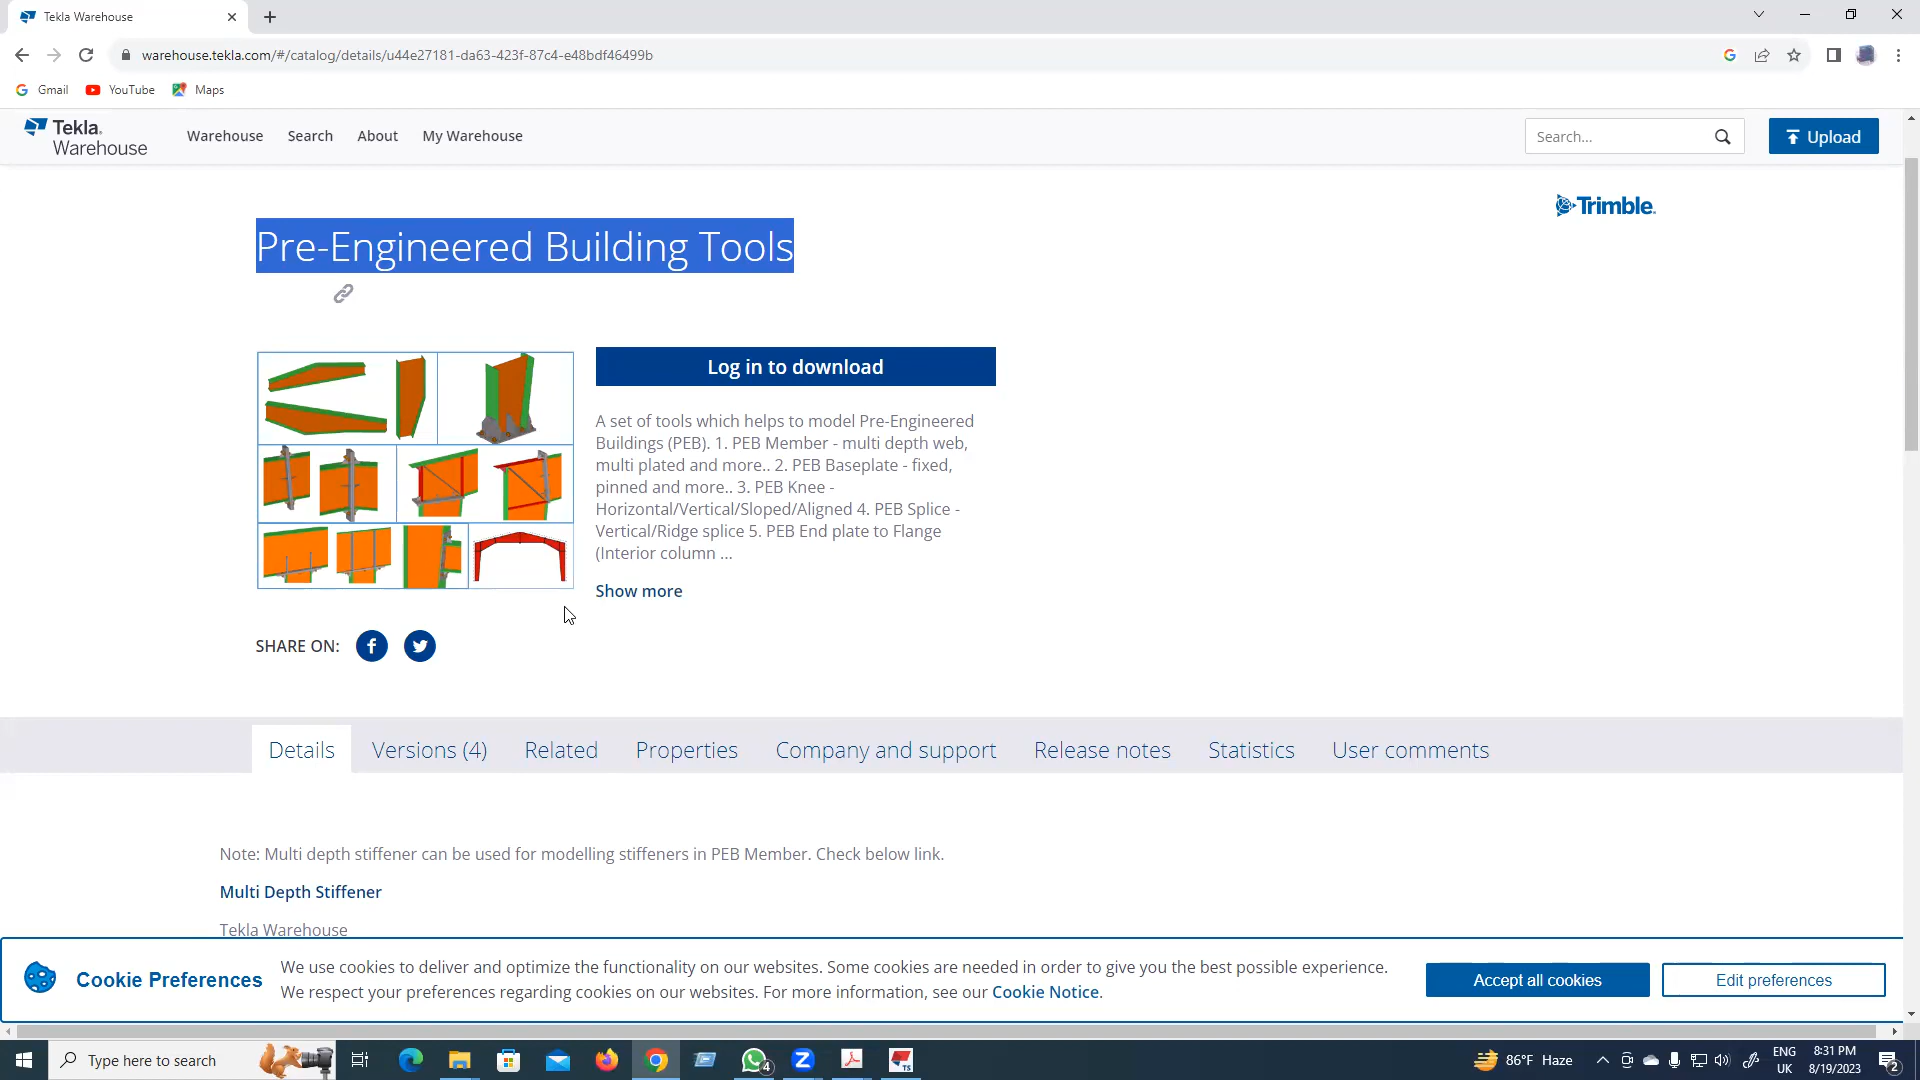 Tekla Warehouse
warehouse.tekla.com/#/catalog/details/u44e27181-da63-423f-87c4-e48bdf46499b
Gmail YouTube Maps
Tekla Warehouse
Warehouse Search About My Warehouse
Search...
Upload
Trimble
Pre-Engineered Building Tools
Log in to download
A set of tools which helps to model Pre-Engineered
Buildings (PEB). 1. PEB Member - multi depth web,
multi plated and more.. 2. PEB Baseplate - fixed,
pinned and more.. 3. PEB Knee -
Horizontal/Vertical/Sloped/Aligned 4. PEB Splice -
Vertical/Ridge splice 5. PEB End plate to Flange
(Interior column ...
Show more
SHARE ON:
Details Versions (4) Related Properties Company and support Release notes Statistics User comments
Note: Multi depth stiffener can be used for modelling stiffeners in PEB Member. Check below link.
Multi Depth Stiffener
Tekla Warehouse
Cookie Preferences
We use cookies to deliver and optimize the functionality on our websites. Some cookies are needed in order to give you the best possible experience.
We respect your preferences regarding cookies on our websites. For more information, see our Cookie Notice.
Accept all cookies
Edit preferences
Type here to search
4
TS
86°F Haze
ENG
UK
8:31 PM
8/19/2023
2